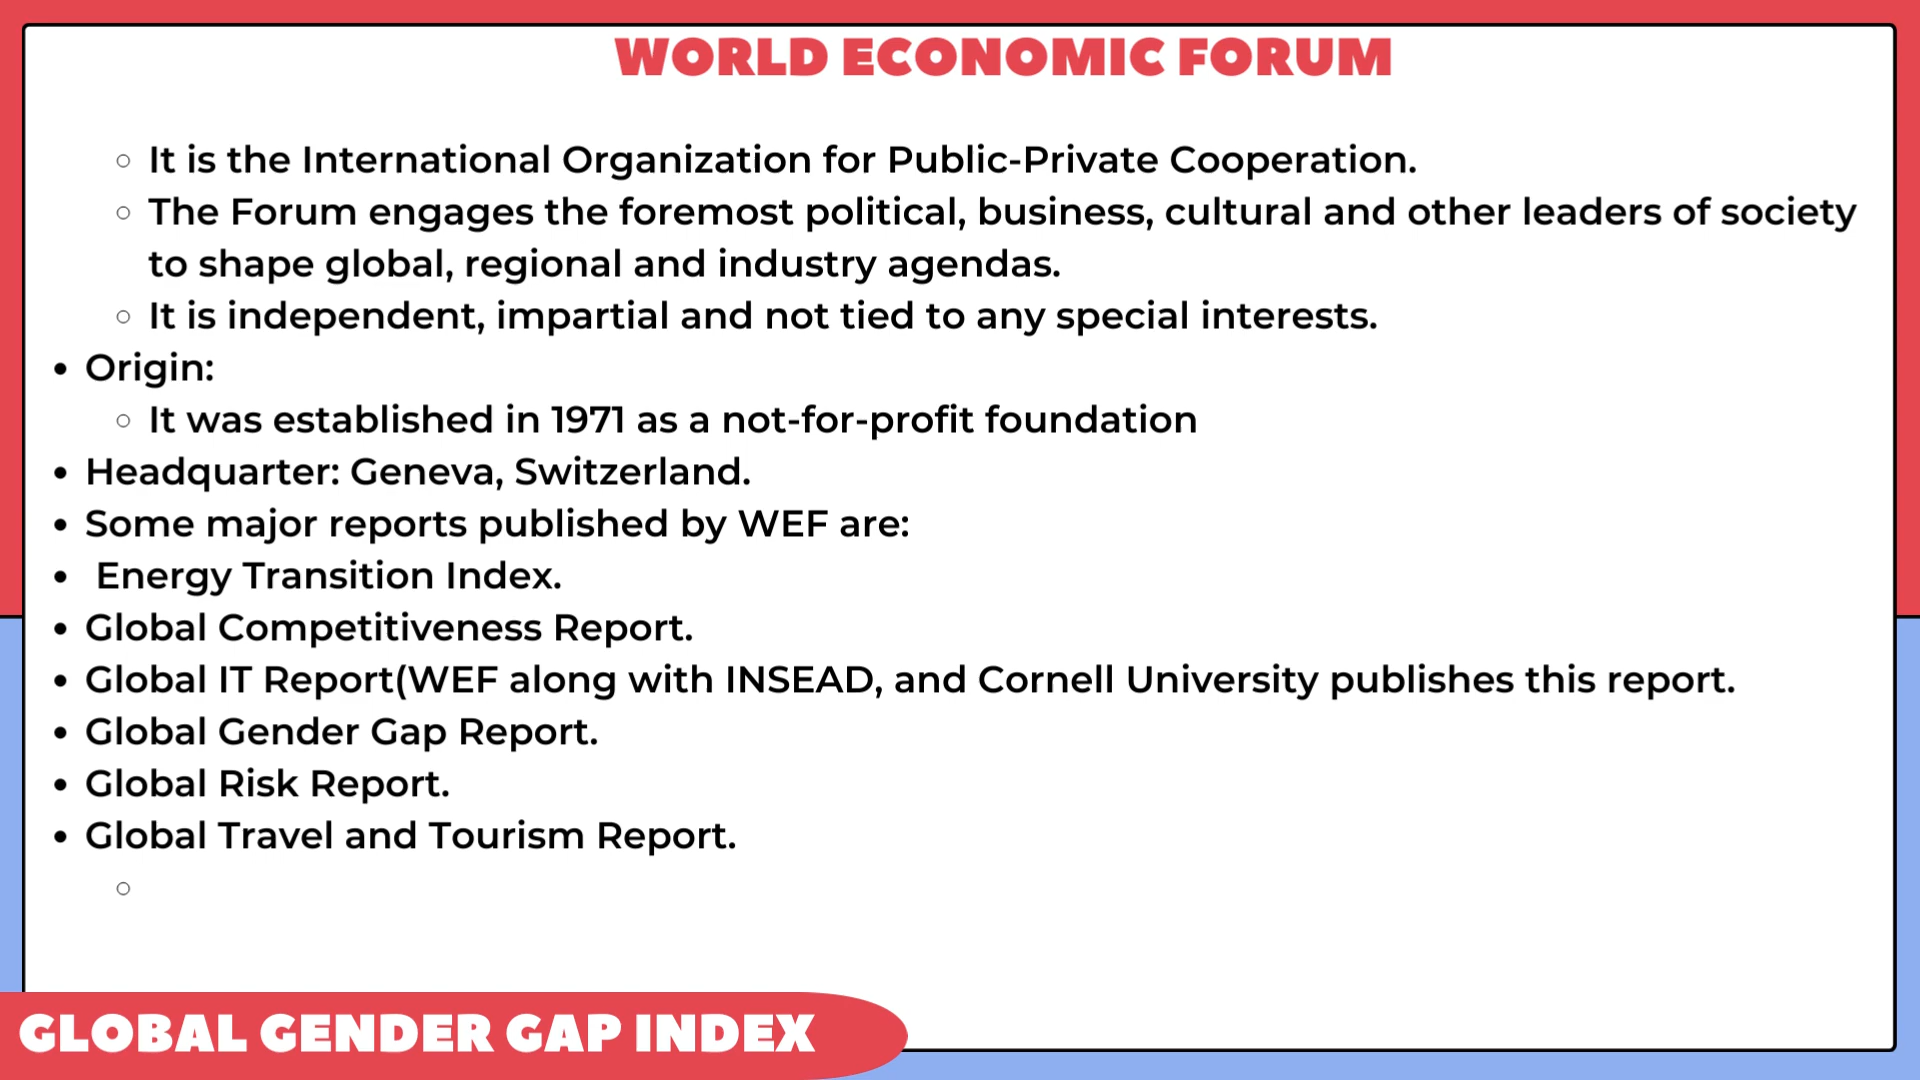 WORLD ECONOMIC FORUM
It is the International Organization for Public-Private Cooperation.
The Forum engages the foremost political, business, cultural and other leaders of society
to shape global, regional and industry agendas.
It is independent, impartial and not tied to any special interests.
Origin:
It was established in 1971 as a not-for-profit foundation
Headquarter: Geneva, Switzerland.
Some major reports published by WEF are:
Energy Transition Index.
Global Competitiveness Report.
Global IT Report(WEF along with INSEAD, and Cornell University publishes this report.
Global Gender Gap Report.
Global Risk Report.
Global Travel and Tourism Report.
GLOBAL GENDER GAP INDEX